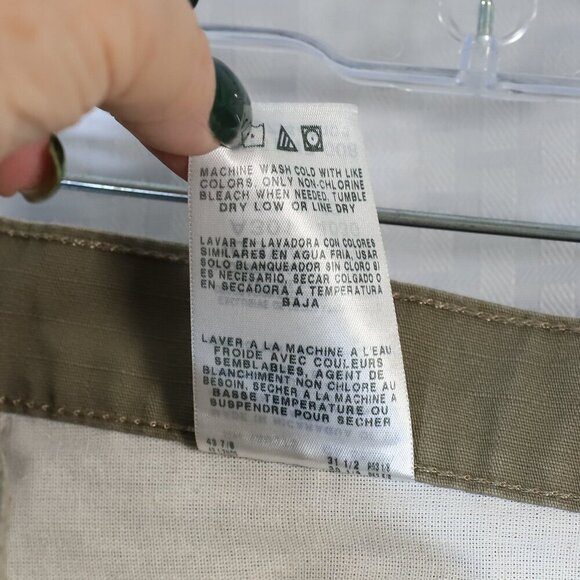 MACHINE WASH COLD WITH LIKE
COLORS, ONLY NON-CHLORINE
BLEACH WHEN NEEDED, TUMBLE
DRY LOW OR LINE DRY
LAVAR EN LAVADORA CON COLORES
SIMILARES EN AGUA FRIA, USAR
SOLO BLANQUEADOR SIN CLORO SI
ES NECESARIO, SECAR COLGADO O
EN SECADORA A TEMPERATURA
BAJA
LAVER A LA MACHINE A L'EAU
FROIDE AVEC COULEURS
SEMBLABLES, AGENT DE
BLANCHIMENT NON CHLORE AU
BESOIN, SECHER A LA MACHINE A
BASSE TEMPERATURE OU
SUSPENDRE POUR SECHER
31 1/2